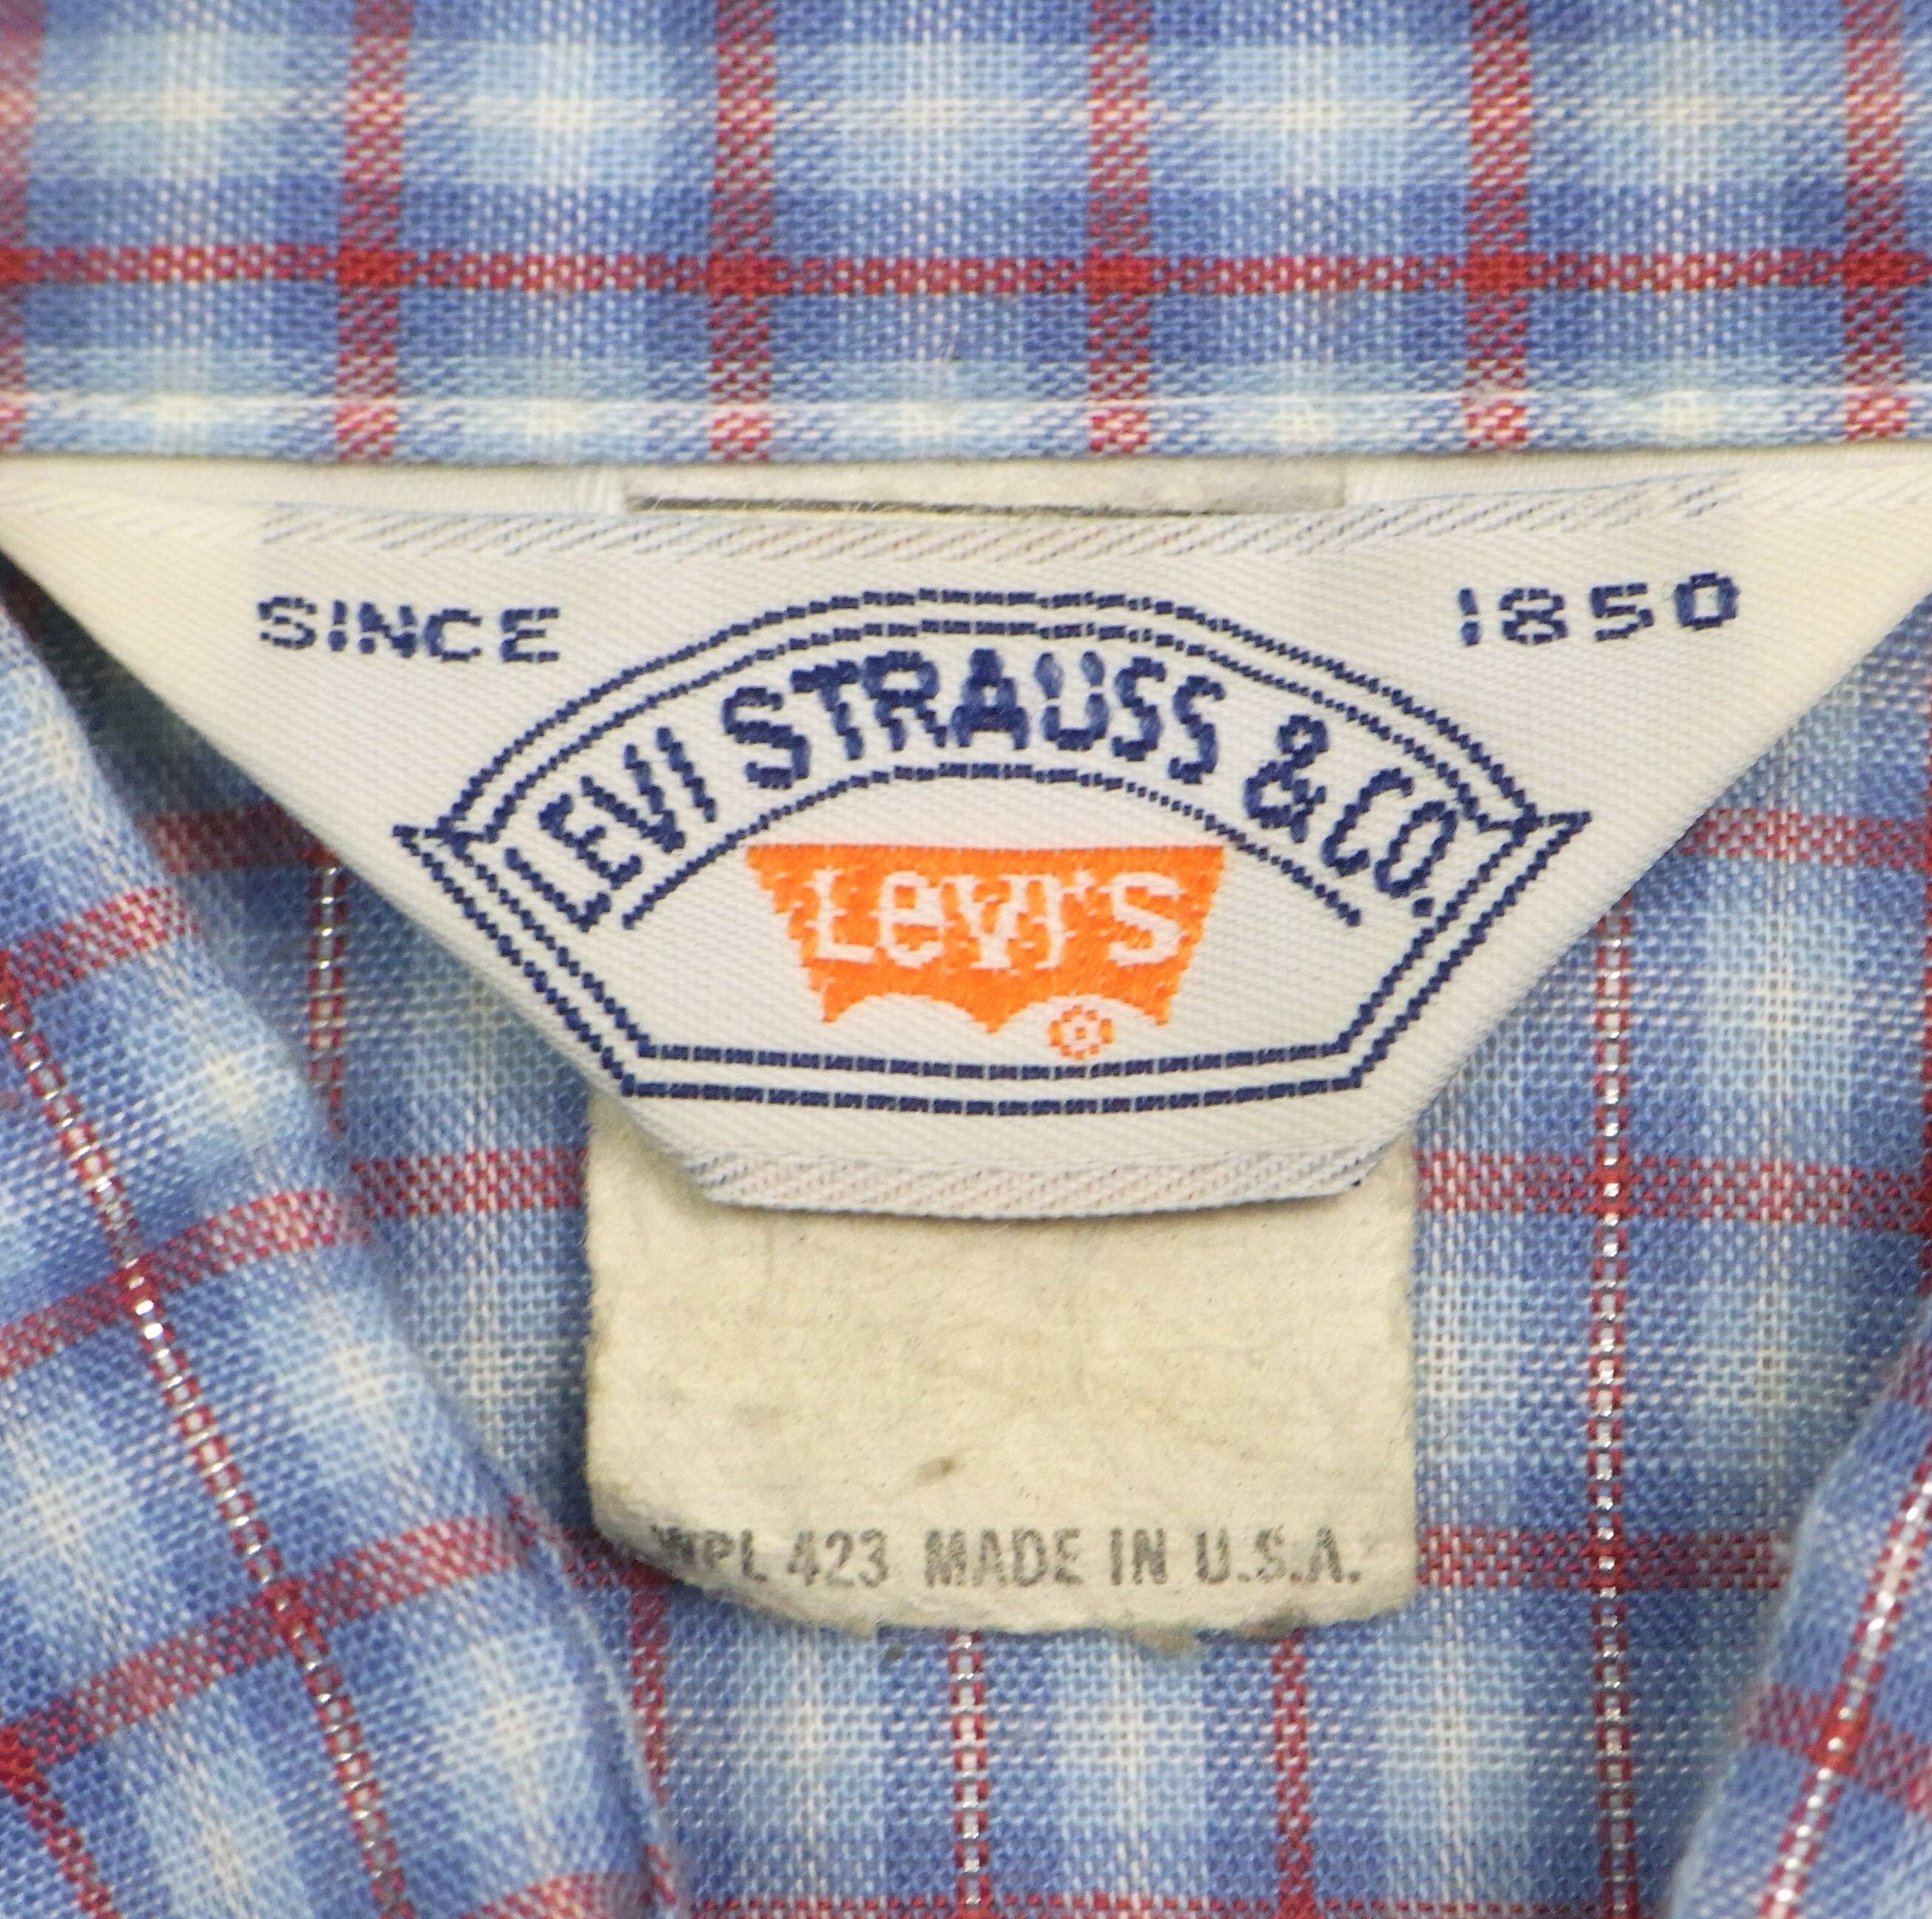 SINCE 1850
LEVI STRAUSS & CO.
Levi's
®
WPL 423 MADE IN U.S.A.